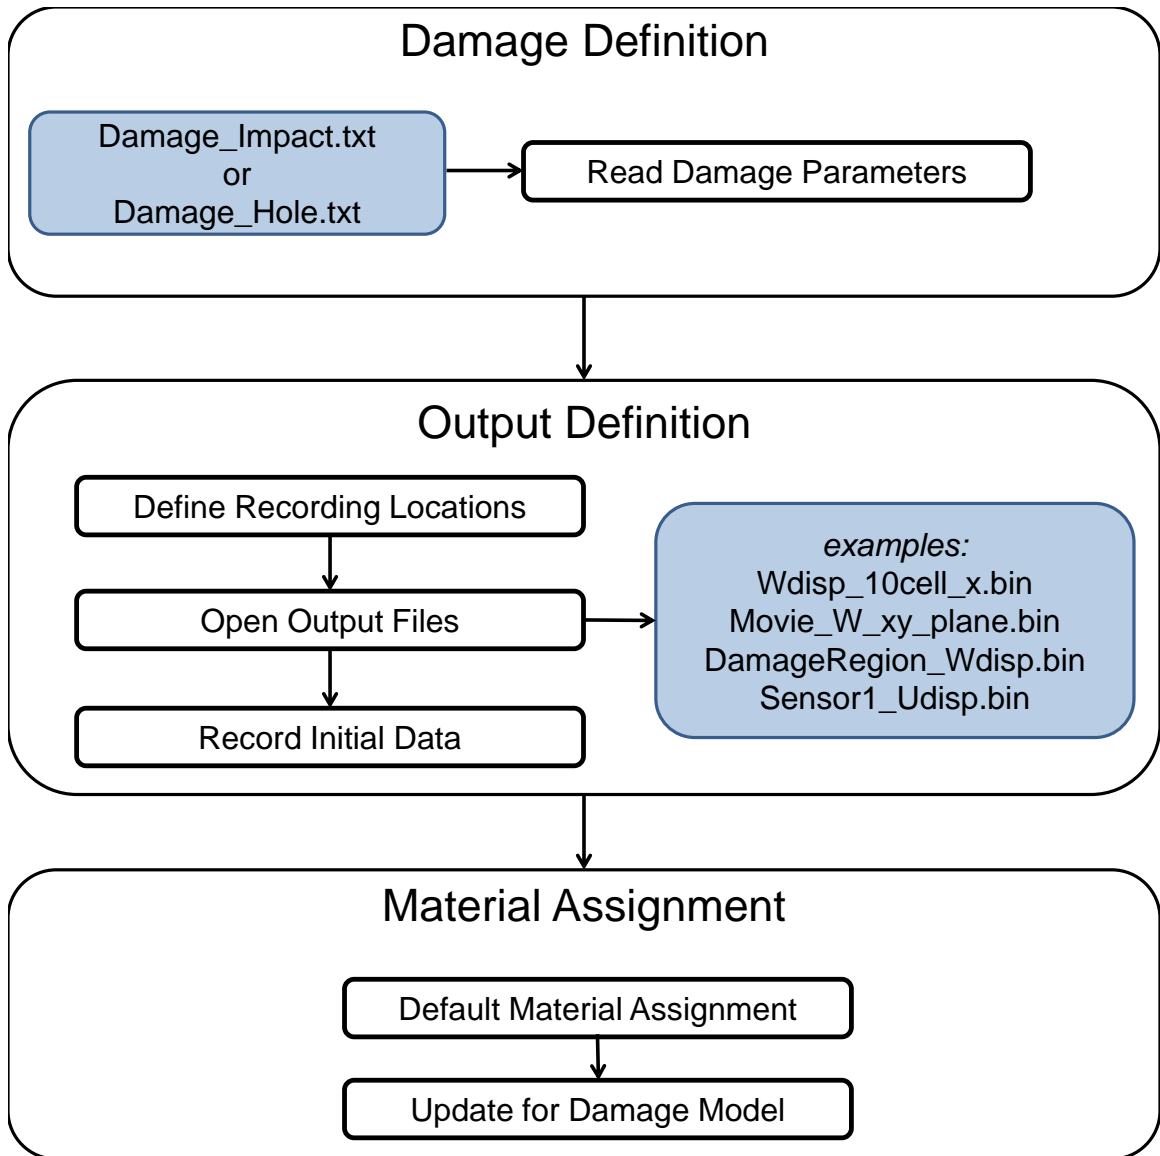 Damage Definition
Damage_Impact.txt
or
Damage_Hole.txt
Read Damage Parameters
Output Definition
Define Recording Locations
Open Output Files
Record Initial Data
examples:
Wdisp_10cell_x.bin
Movie_W_xy_plane.bin
DamageRegion_Wdisp.bin
Sensor1_Udisp.bin
Material Assignment
Default Material Assignment
Update for Damage Model